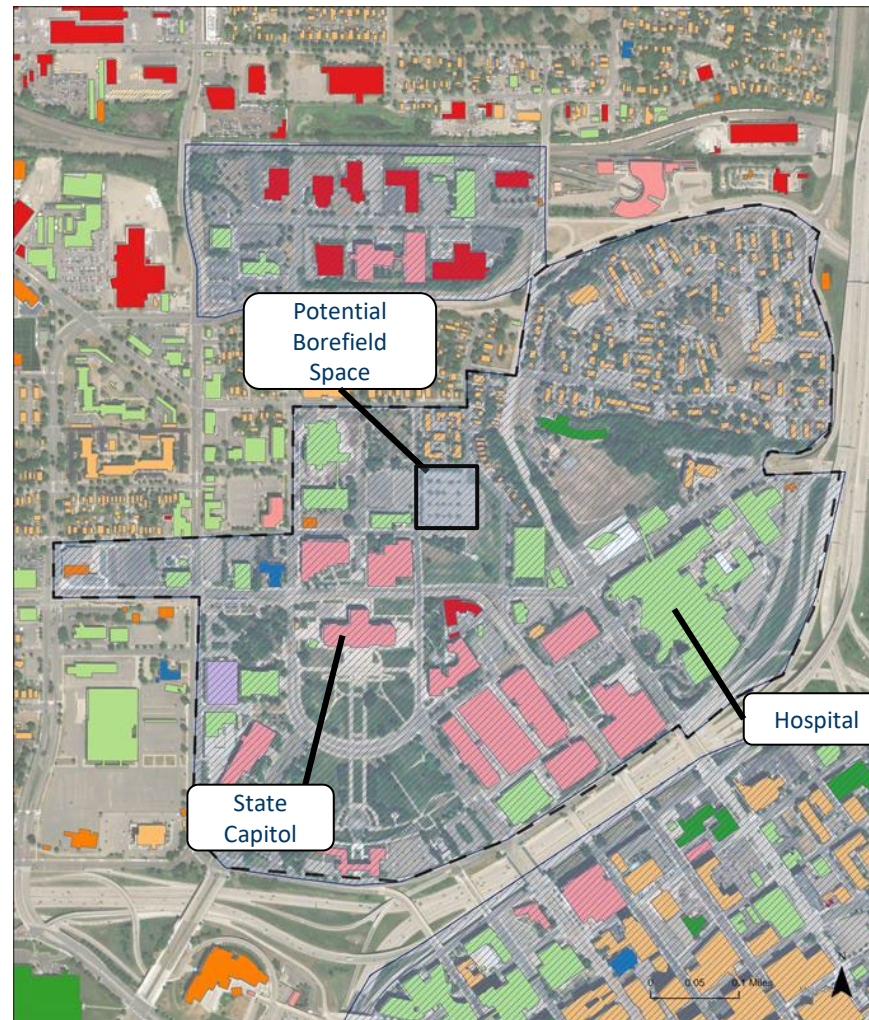 Potential
Borefield
Space
Hospital
State
Capitol
N
0 0.05 0.1 Miles